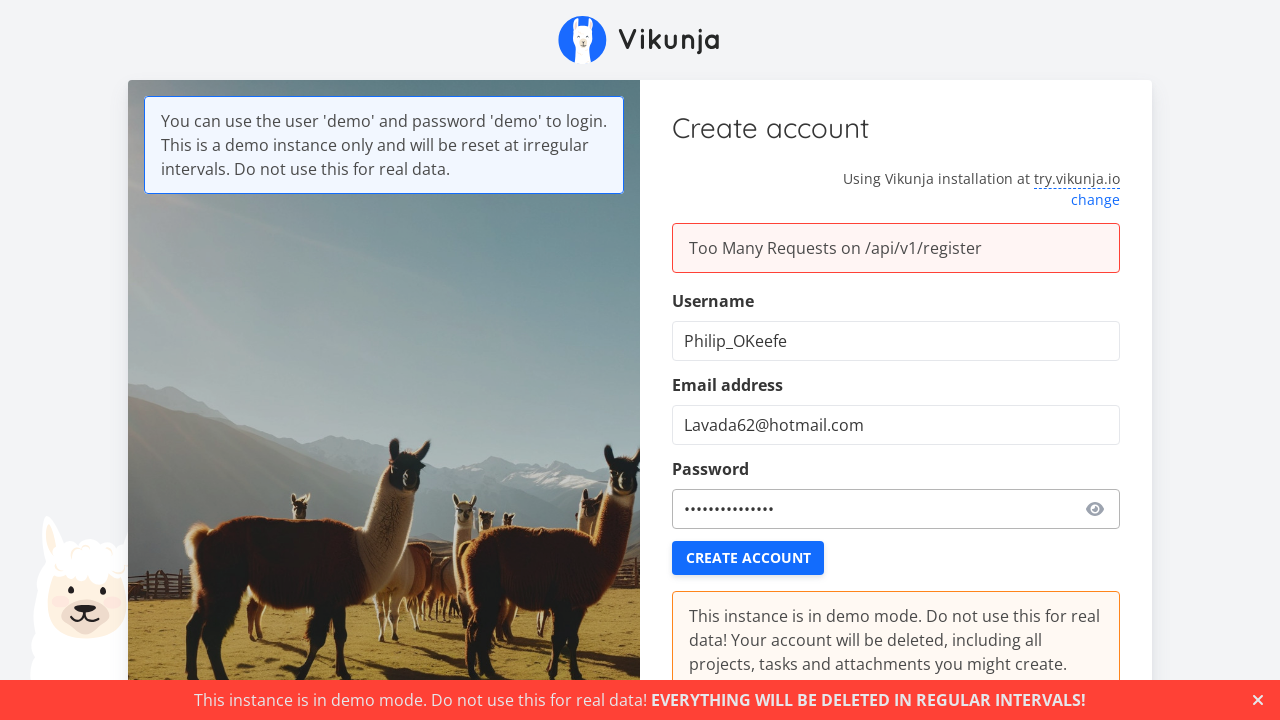 Vikunja
You can use the user 'demo' and password 'demo' to login.
This is a demo instance only and will be reset at irregular
intervals. Do not use this for real data.
Create account
Using Vikunja installation at try.vikunja.io
change
Too Many Requests on /api/v1/register
Username
Philip_OKeefe
Email address
Lavada62@hotmail.com
Password
•••••••••••••••
CREATE ACCOUNT
This instance is in demo mode. Do not use this for real
data! Your account will be deleted, including all
projects, tasks and attachments you might create.
This instance is in demo mode. Do not use this for real data! EVERYTHING WILL BE DELETED IN REGULAR INTERVALS!